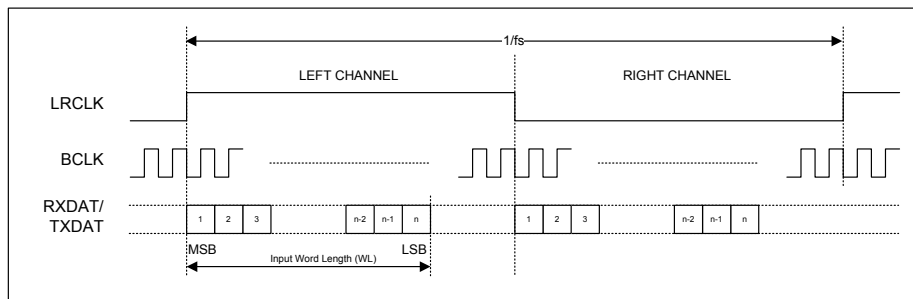 1/fs
LEFT CHANNEL RIGHT CHANNEL
LRCLK
BCLK
RXDAT/
TXDAT
1 2 3 n-2 n-1 n 1 2 3 n-2 n-1 n
MSB LSB
Input Word Length (WL)